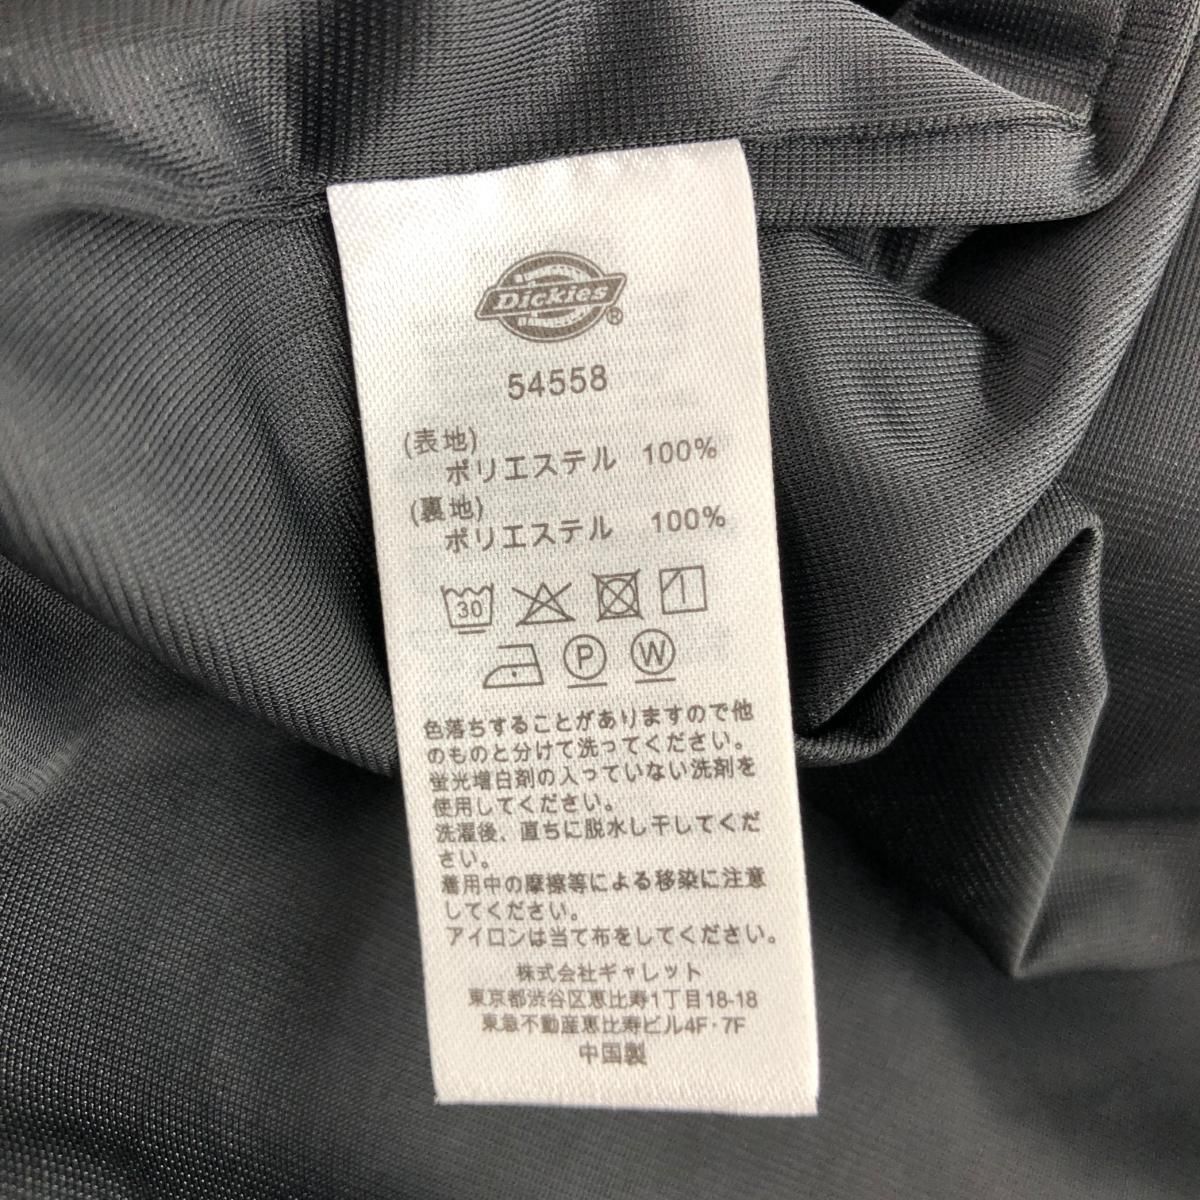 Dickies®
54558
(表地)
ポリエステル 100%
(裏地)
ポリエステル 100%
30
P W
色落ちすることがありますので他
のものと分けて洗ってください。
蛍光増白剤の入っていない洗剤を
使用してください。
洗濯後、直ちに脱水し干してくだ
さい。
着用中の摩擦等による移染に注意
してください。
アイロンは当て布をしてください。
株式会社ギャレット
東京都渋谷区恵比寿1丁目18-18
東急不動産恵比寿ビル4F・7F
中国製